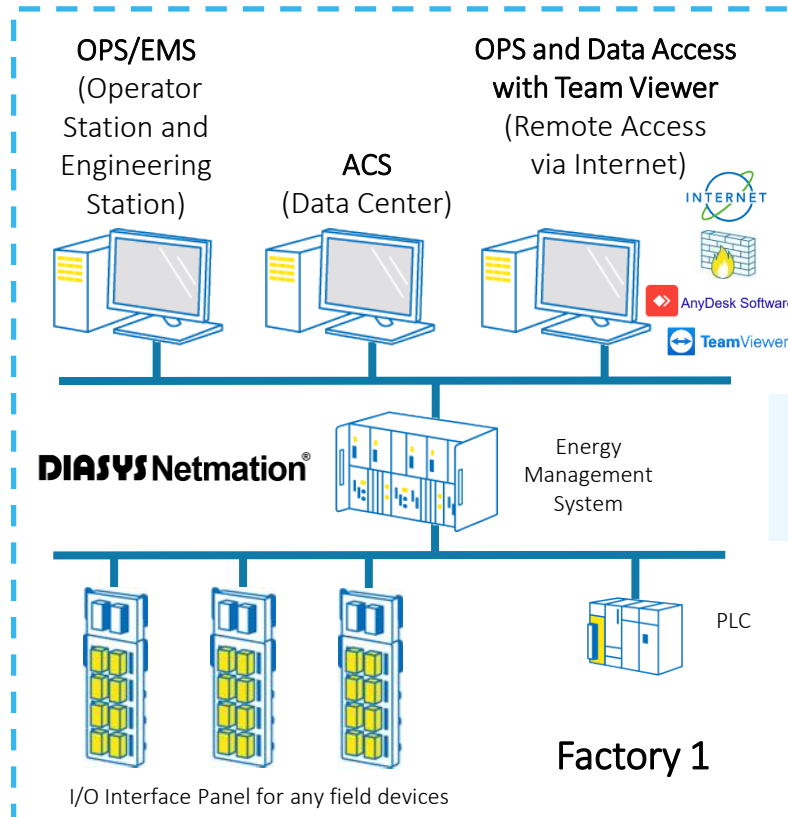 OPS/EMS
(Operator
Station and
Engineering
Station)
ACS
(Data Center)
OPS and Data Access
with Team Viewer
(Remote Access
via Internet)
INTERNET
AnyDesk Software
TeamViewer
DIASYS Netmation®
Energy
Management
System
PLC
Factory 1
I/O Interface Panel for any field devices